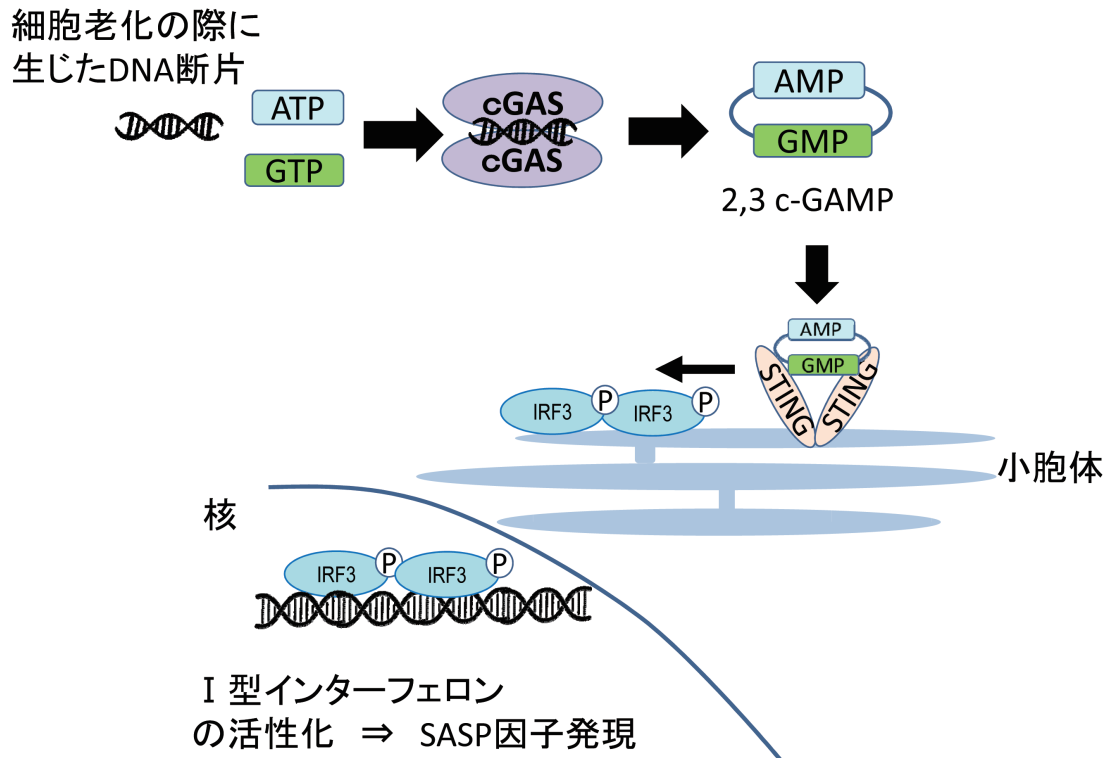 細胞老化の際に
生じたDNA断片
ATP
GTP
cGAS
cGAS
AMP
GMP
2,3 c-GAMP
AMP
GMP
STING
STING
IRF3
P
IRF3
P
小胞体
核
IRF3
P
IRF3
P
Ⅰ型インターフェロン
の活性化 ⇒ SASP因子発現